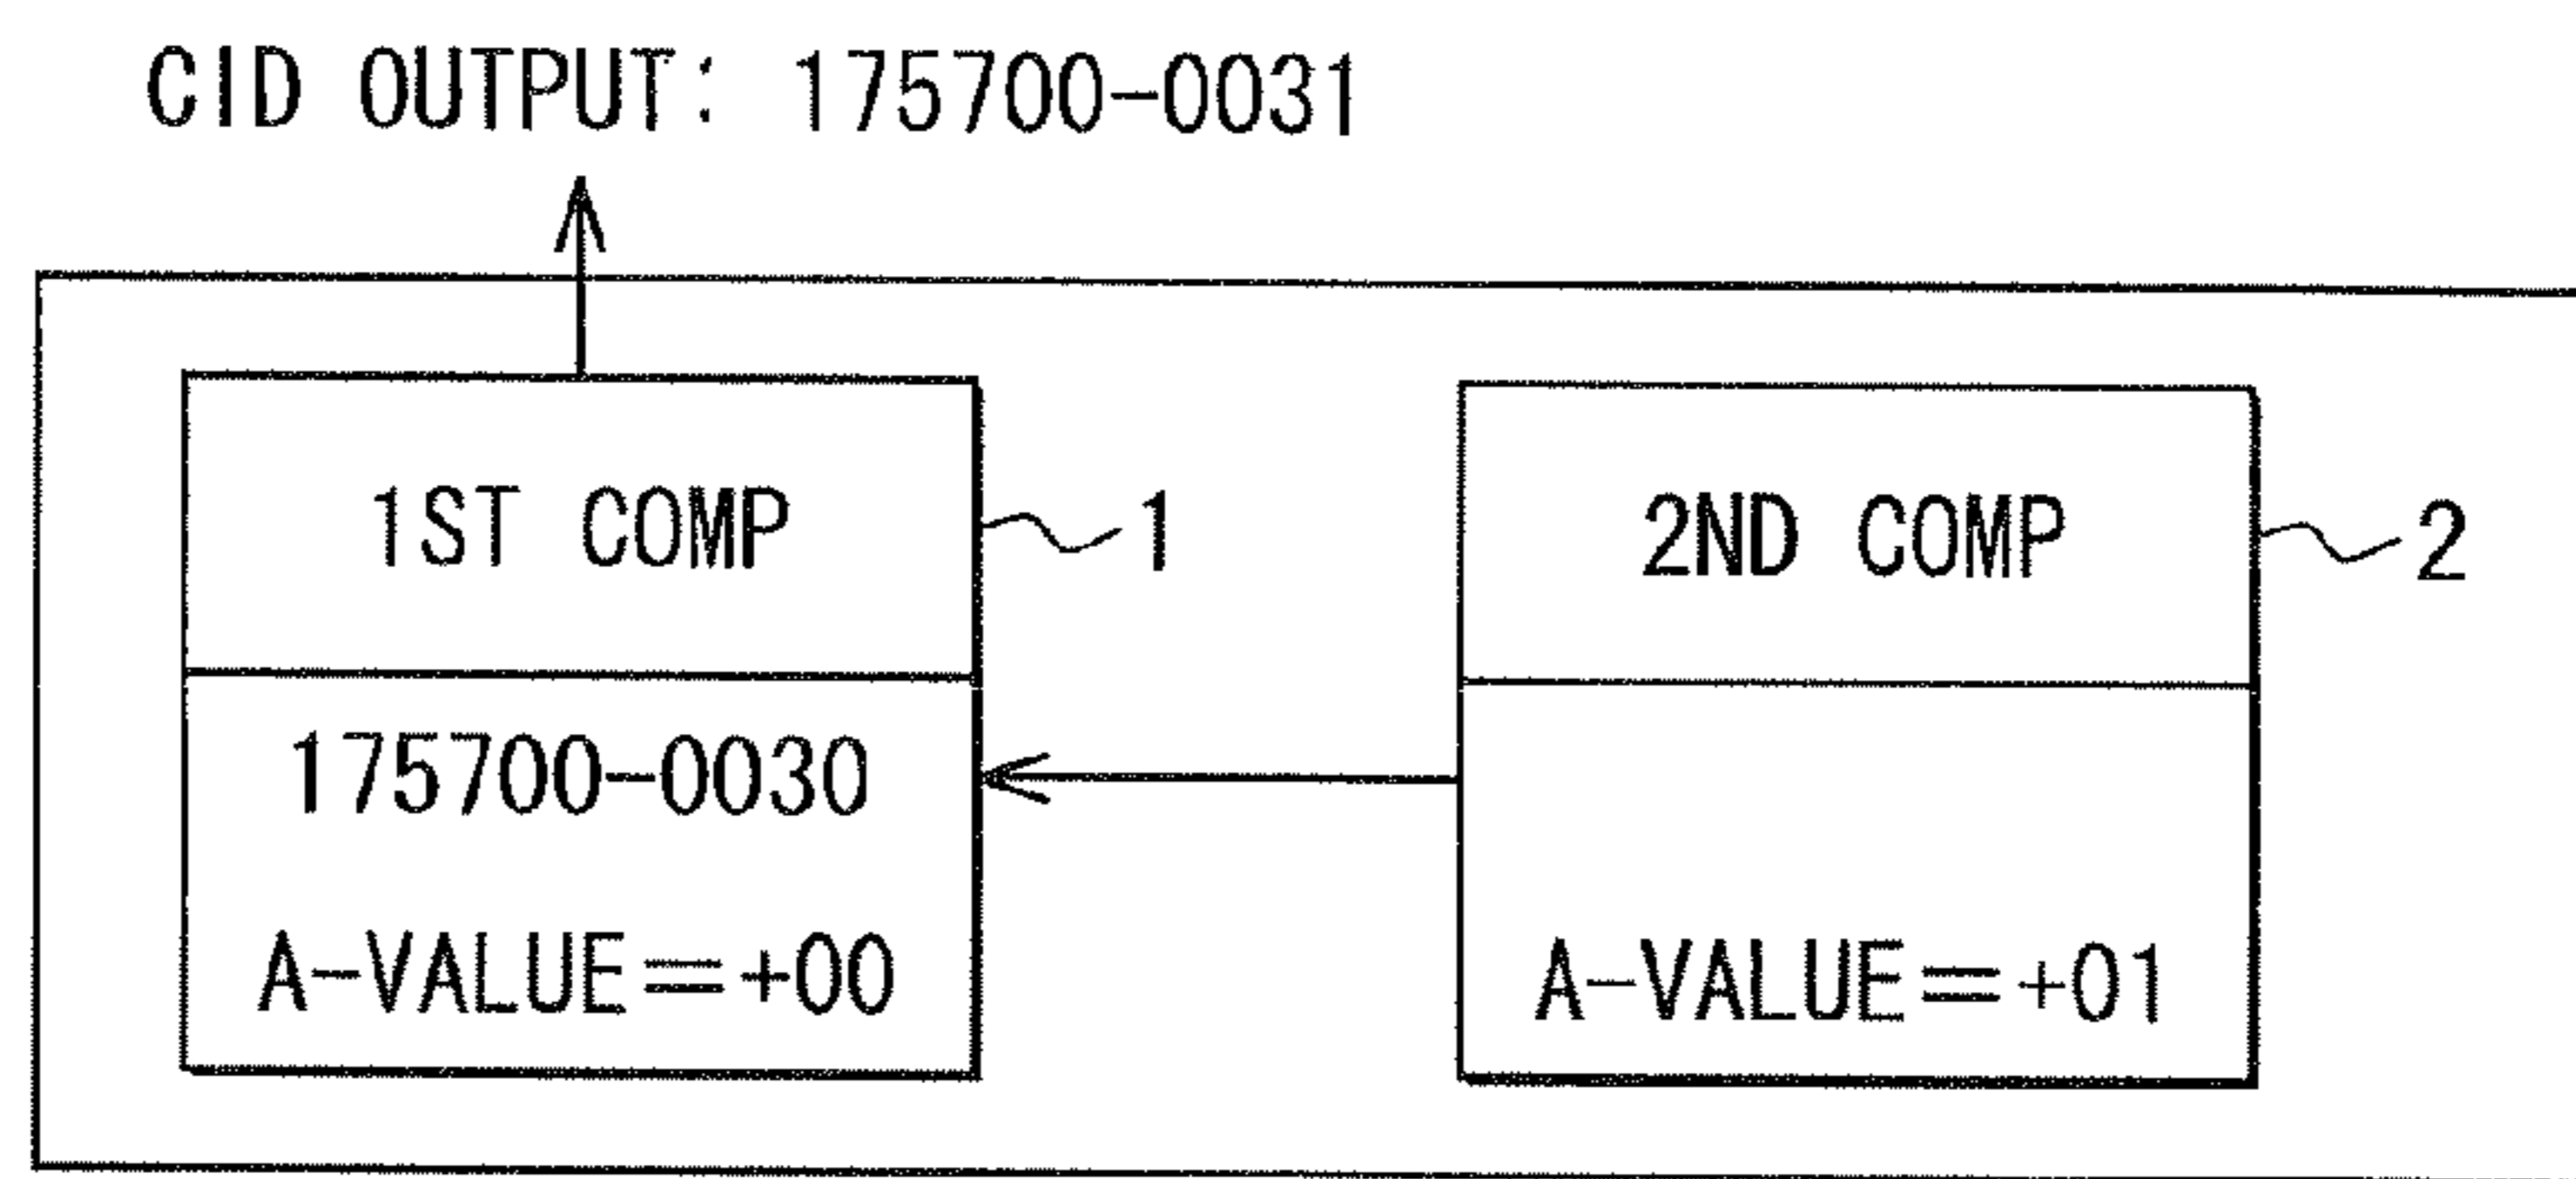 CID OUTPUT: 175700-0031
1ST COMP
1
2ND COMP
2
175700-0030
A-VALUE=+00
A-VALUE=+01